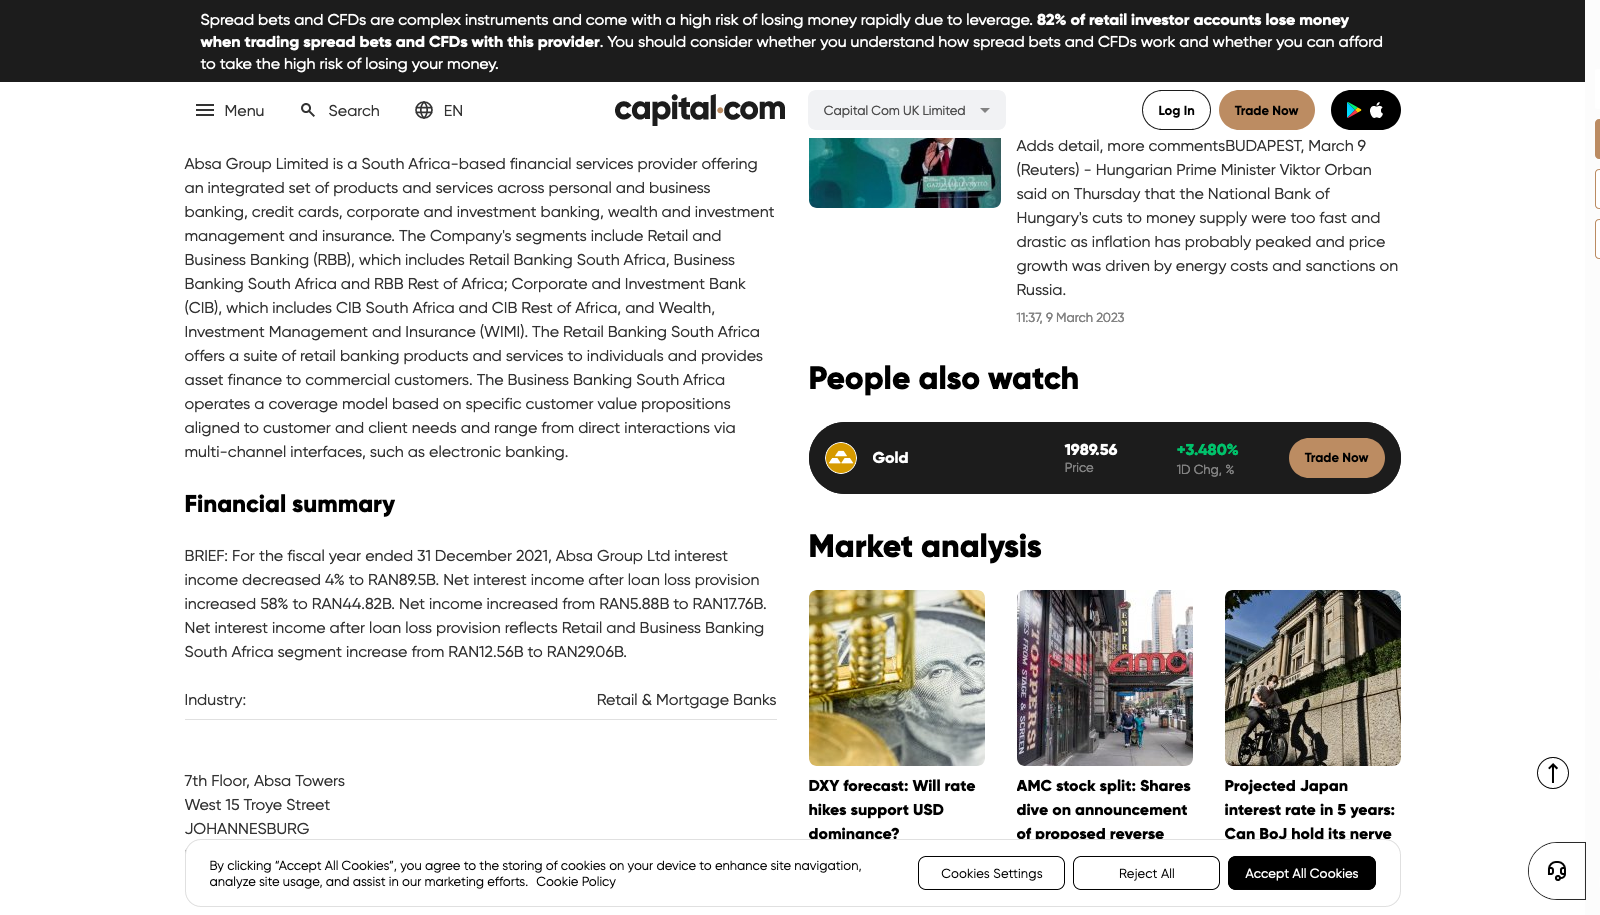 Spread bets and CFDs are complex instruments and come with a high risk of losing money rapidly due to leverage. 82% of retail investor accounts lose money
when trading spread bets and CFDs with this provider. You should consider whether you understand how spread bets and CFDs work and whether you can afford
to take the high risk of losing your money.
Menu
Search
EN
capital.com
Capital Com UK Limited
Log In
Trade Now
Absa Group Limited is a South Africa-based financial services provider offering
an integrated set of products and services across personal and business
banking, credit cards, corporate and investment banking, wealth and investment
management and insurance. The Company's segments include Retail and
Business Banking (RBB), which includes Retail Banking South Africa, Business
Banking South Africa and RBB Rest of Africa; Corporate and Investment Bank
(CIB), which includes CIB South Africa and CIB Rest of Africa, and Wealth,
Investment Management and Insurance (WIMI). The Retail Banking South Africa
offers a suite of retail banking products and services to individuals and provides
asset finance to commercial customers. The Business Banking South Africa
operates a coverage model based on specific customer value propositions
aligned to customer and client needs and range from direct interactions via
multi-channel interfaces, such as electronic banking.
Financial summary
BRIEF: For the fiscal year ended 31 December 2021, Absa Group Ltd interest
income decreased 4% to RAN89.5B. Net interest income after loan loss provision
increased 58% to RAN44.82B. Net income increased from RAN5.88B to RAN17.76B.
Net interest income after loan loss provision reflects Retail and Business Banking
South Africa segment increase from RAN12.56B to RAN29.06B.
Industry:
Retail & Mortgage Banks
7th Floor, Absa Towers
West 15 Troye Street
JOHANNESBURG
Adds detail, more commentsBUDAPEST, March 9
(Reuters) - Hungarian Prime Minister Viktor Orban
said on Thursday that the National Bank of
Hungary's cuts to money supply were too fast and
drastic as inflation has probably peaked and price
growth was driven by energy costs and sanctions on
Russia.
11:37, 9 March 2023
People also watch
Gold
1989.56
Price
+3.480%
1D Chg, %
Trade Now
Market analysis
EMPIRE
AMC
TOPPERS!
DXY forecast: Will rate
hikes support USD
dominance?
AMC stock split: Shares
dive on announcement
of proposed reverse
Projected Japan
interest rate in 5 years:
Can BoJ hold its nerve
By clicking “Accept All Cookies”, you agree to the storing of cookies on your device to enhance site navigation,
analyze site usage, and assist in our marketing efforts. Cookie Policy
Cookies Settings
Reject All
Accept All Cookies